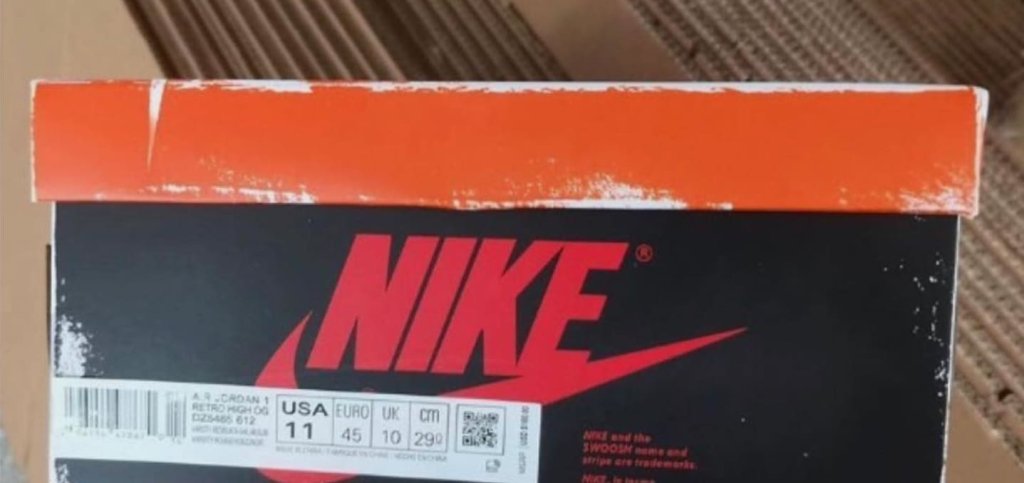 NIKE®
AIR JORDAN 1
RETRO HIGH OG
DZ5485 612
USA
11
EURO
45
UK
10
cm
29
NIKE and the
SWOOSH name and
stripe are trademarks.